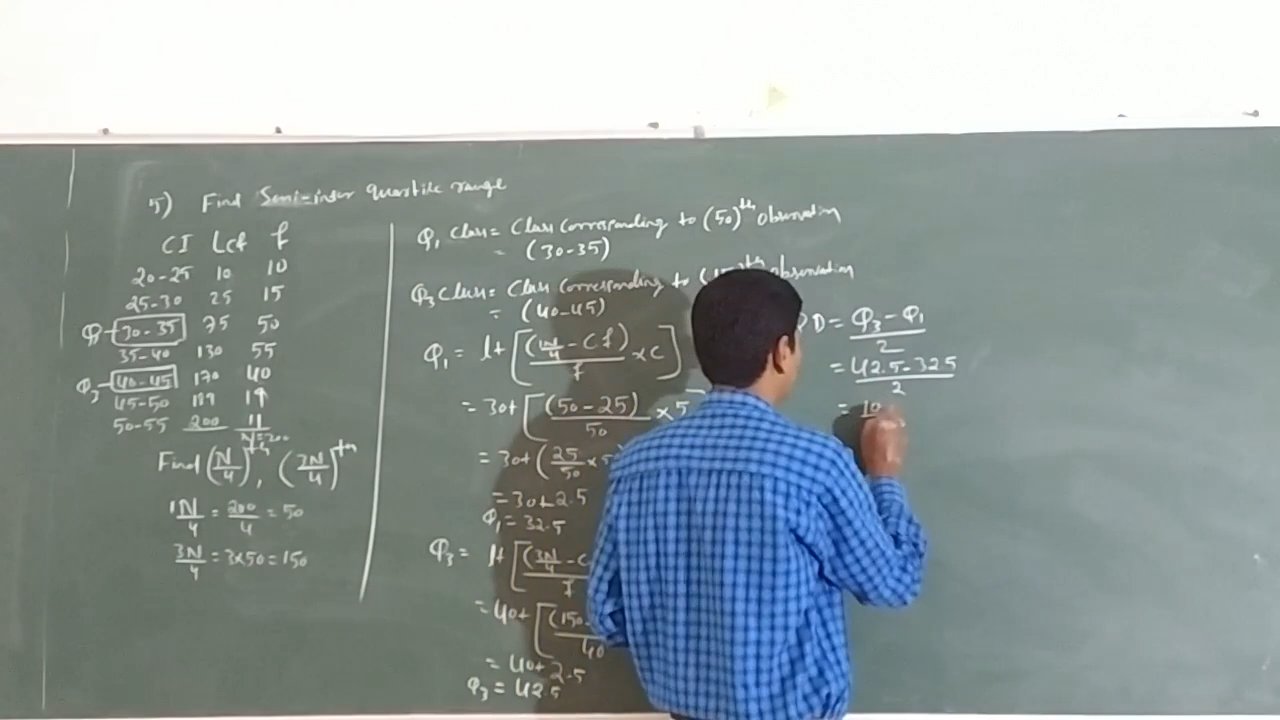 5) Find Semi-inter quartile range
CI Lcf f
20-25 10 10
25-30 25 15
Q1 30-35 75 50
35-40 130 55
Q3 40-45 170 40
45-50 189 19
50-55 200 11
N=200
Find (N/4)th, (3N/4)th
1N/4 = 200/4 = 50
3N/4 = 3x50 = 150
Q1 Class = Class Corresponding to (50)th Observation
= (30-35)
Q3 Class = Class Corresponding to observation
= (40-45)
Q1 = l+[(1N/4 - Cf)/f x C]
= 30+[(50-25)/50 x 5
= 30+(25/50 x 5
= 30+2.5
Q1 = 32.5
Q3 = l+[(3N/4 - C
f
= 40+[(150-
40
= 40+2.5
Q3 = 42.5
D = Q3-Q1/2
= 42.5-32.5/2
= 10